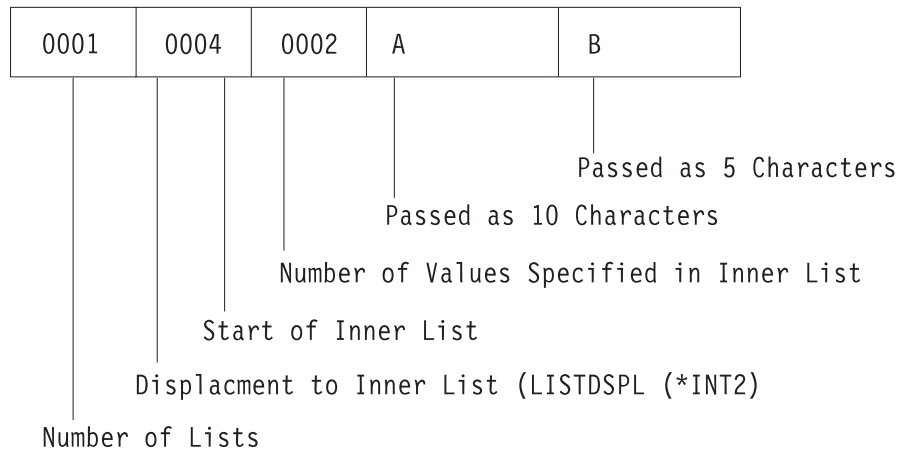 0001 0004 0002 A B
Passed as 5 Characters
Passed as 10 Characters
Number of Values Specified in Inner List
Start of Inner List
Displacment to Inner List (LISTDSPL (*INT2)
Number of Lists